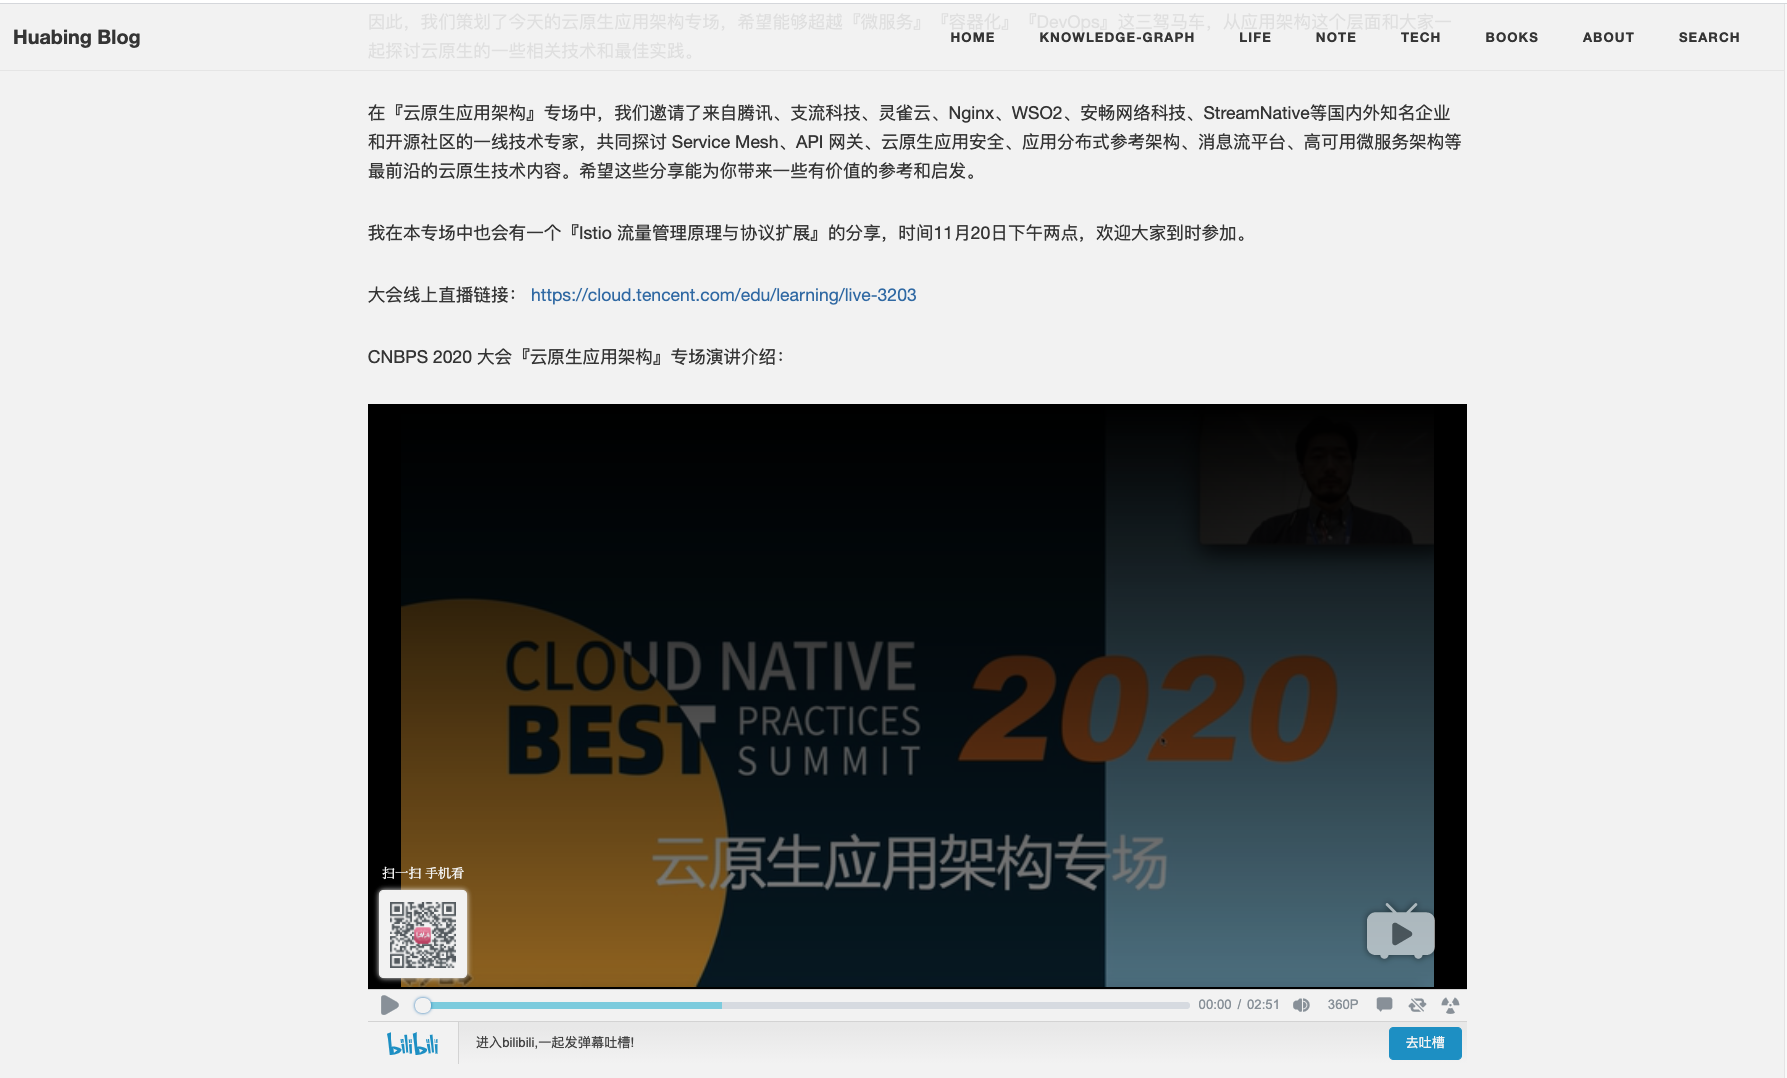 因此，我们策划了今天的云原生应用架构专场，希望能够超越『微服务』『容器化』『DevOps』这三驾马车，从应用架构这个层面和大家一
Huabing Blog
HOME KNOWLEDGE-GRAPH LIFE NOTE TECH BOOKS ABOUT SEARCH
起探讨云原生的一些相关技术和最佳实践。
在『云原生应用架构』专场中，我们邀请了来自腾讯、支流科技、灵雀云、Nginx、WSO2、安畅网络科技、StreamNative等国内外知名企业
和开源社区的一线技术专家，共同探讨 Service Mesh、API 网关、云原生应用安全、应用分布式参考架构、消息流平台、高可用微服务架构等
最前沿的云原生技术内容。希望这些分享能为你带来一些有价值的参考和启发。
我在本专场中也会有一个『Istio 流量管理原理与协议扩展』的分享，时间11月20日下午两点，欢迎大家到时参加。
大会线上直播链接： https://cloud.tencent.com/edu/learning/live-3203
CNBPS 2020 大会『云原生应用架构』专场演讲介绍：
CLOUD NATIVE
BEST PRACTICES
SUMMIT
2020
云原生应用架构专场
扫一扫 手机看
00:00 / 02:51 360P
bilibili
进入bilibili,一起发弹幕吐槽!
去吐槽